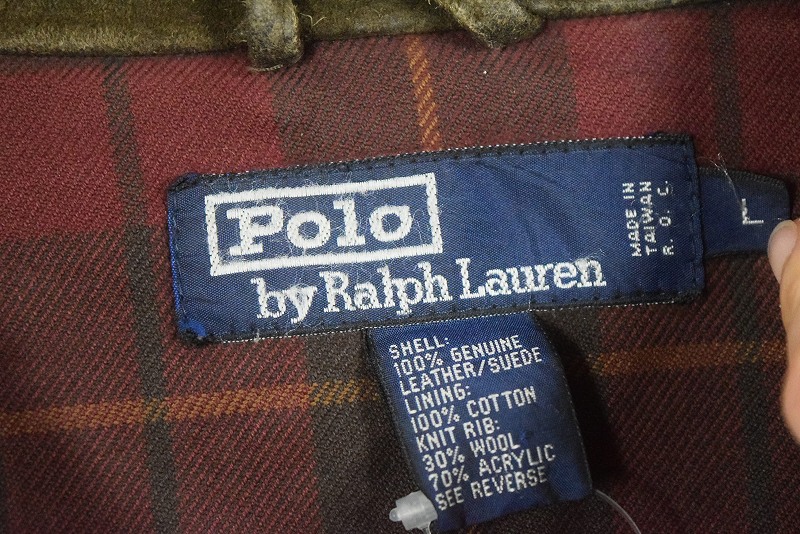 Polo
by Ralph Lauren
MADE IN
TAIWAN
R. O. C.
L
SHELL:
100% GENUINE
LEATHER/SUEDE
LINING:
100% COTTON
KNIT RIB:
30% WOOL
70% ACRYLIC
SEE REVERSE